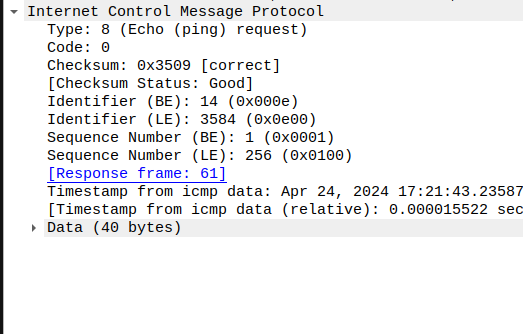 Internet Control Message Protocol
Type: 8 (Echo (ping) request)
Code: 0
Checksum: 0x3509 [correct]
[Checksum Status: Good]
Identifier (BE): 14 (0x000e)
Identifier (LE): 3584 (0x0e00)
Sequence Number (BE): 1 (0x0001)
Sequence Number (LE): 256 (0x0100)
[Response frame: 61]
Timestamp from icmp data: Apr 24, 2024 17:21:43.23587
[Timestamp from icmp data (relative): 0.000015522 sec
Data (40 bytes)